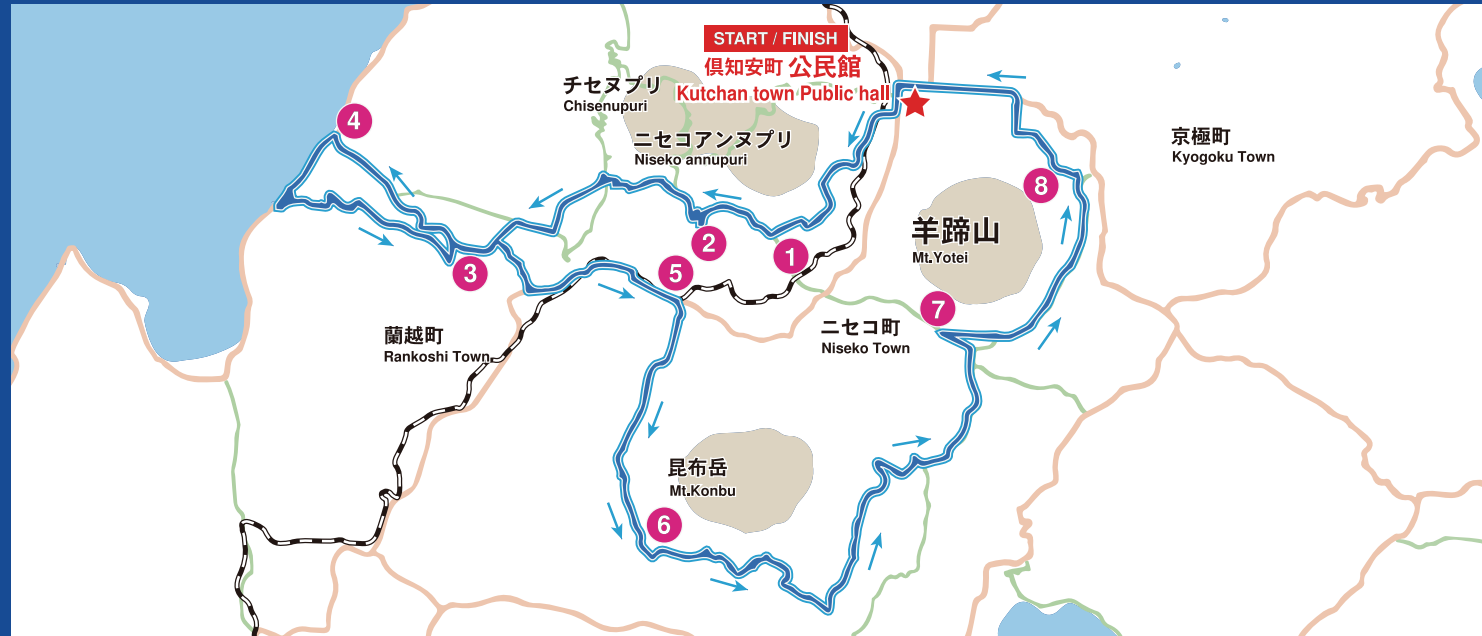 START / FINISH
倶知安町 公民館
Kutchan town Public hall
チセヌプリ
Chisenupuri
ニセコアンヌプリ
Niseko annupuri
京極町
Kyogoku Town
4
8
羊蹄山
Mt.Yotei
2
1
3
5
7
蘭越町
Rankoshi Town
ニセコ町
Niseko Town
昆布岳
Mt.Konbu
6